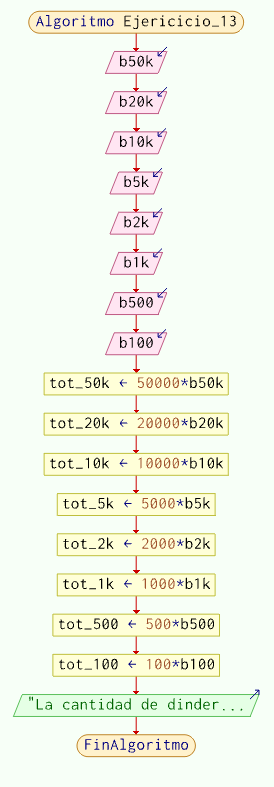 Algoritmo Ejericicio_13
b50k
b20k
b10k
b5k
b2k
b1k
b500
b100
tot_50k ← 50000*b50k
tot_20k ← 20000*b20k
tot_10k ← 10000*b10k
tot_5k ← 5000*b5k
tot_2k ← 2000*b2k
tot_1k ← 1000*b1k
tot_500 ← 500*b500
tot_100 ← 100*b100
"La cantidad de dinder...
FinAlgoritmo